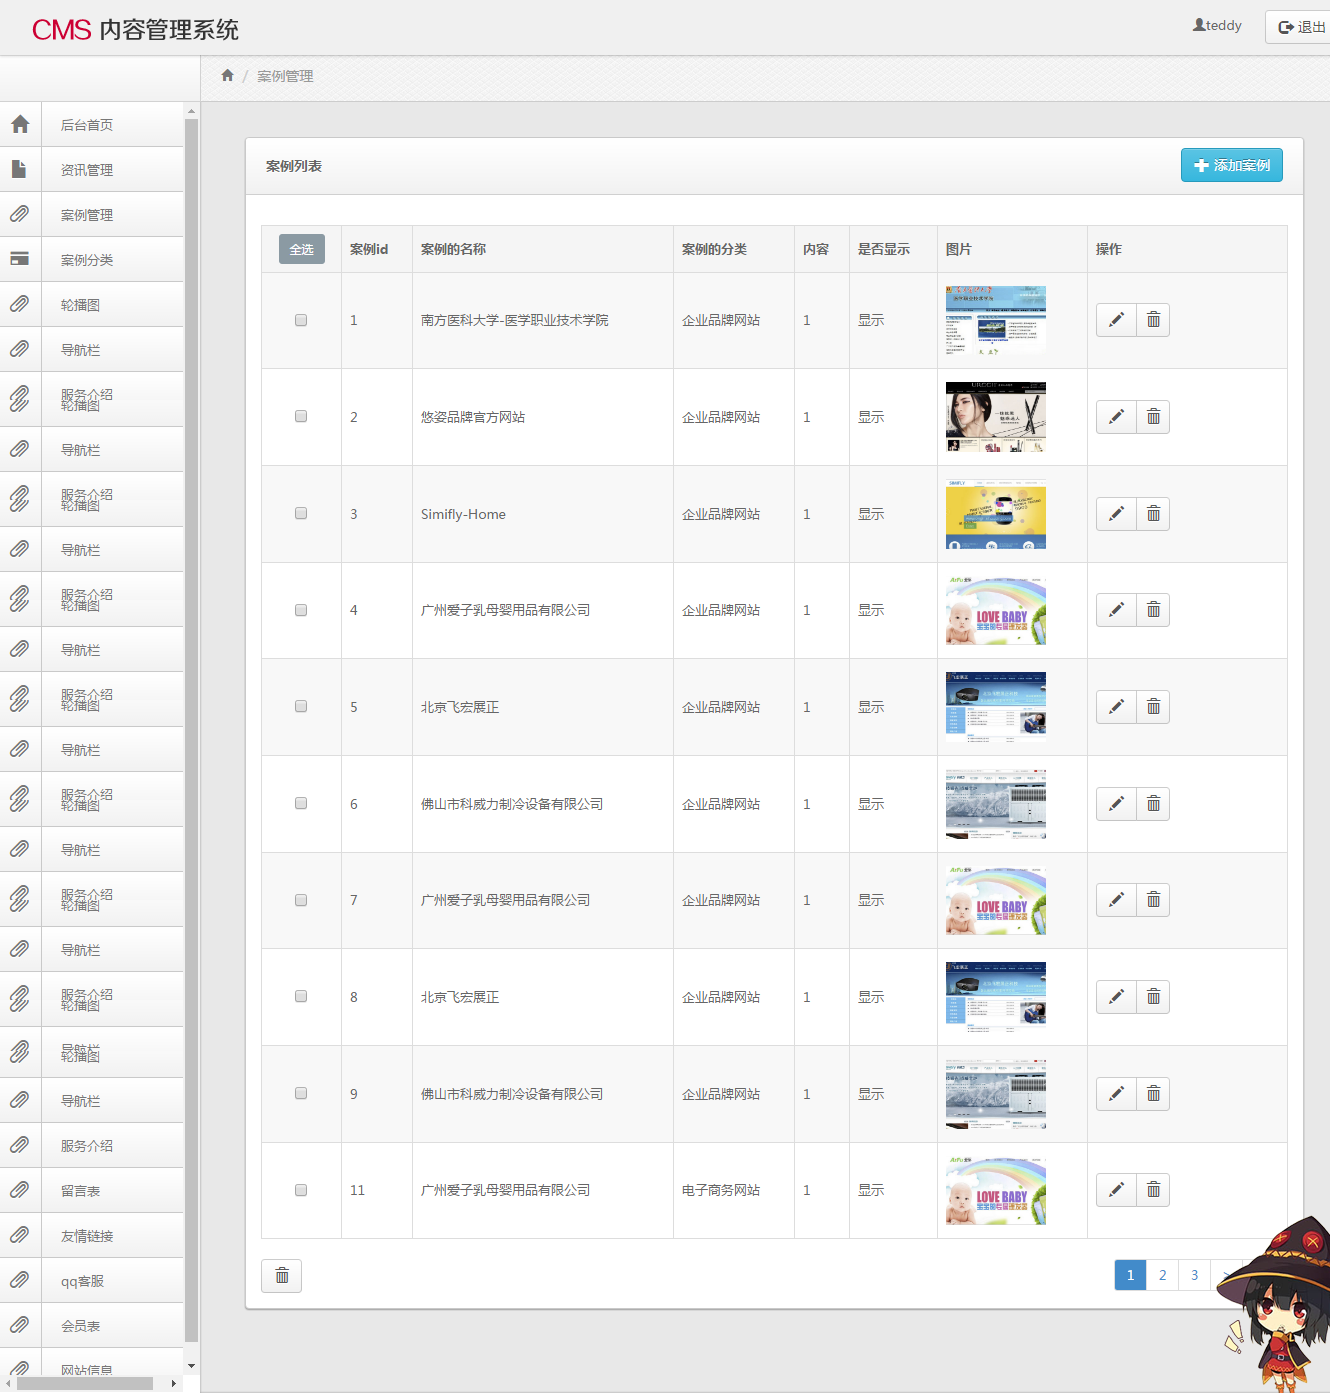 CMS 内容管理系统
teddy
退出
/ 案例管理
后台首页
资讯管理
案例管理
案例分类
轮播图
导航栏
服务介绍
轮播图
导航栏
服务介绍
轮播图
导航栏
服务介绍
轮播图
导航栏
服务介绍
轮播图
导航栏
服务介绍
轮播图
导航栏
服务介绍
轮播图
导航栏
服务介绍
轮播图
导航栏
轮播图
导航栏
服务介绍
留言表
友情链接
qq客服
会员表
网站信息
案例列表
添加案例
全选 案例id 案例的名称 案例的分类 内容 是否显示 图片 操作
1 南方医科大学-医学职业技术学院 企业品牌网站 1 显示
2 悠姿品牌官方网站 企业品牌网站 1 显示
3 Simifly-Home 企业品牌网站 1 显示
SIMIFLY
4 广州爱子乳母婴用品有限公司 企业品牌网站 1 显示
LOVE BABY
5 北京飞宏展正 企业品牌网站 1 显示
6 佛山市科威力制冷设备有限公司 企业品牌网站 1 显示
7 广州爱子乳母婴用品有限公司 企业品牌网站 1 显示
LOVE BABY
8 北京飞宏展正 企业品牌网站 1 显示
9 佛山市科威力制冷设备有限公司 企业品牌网站 1 显示
11 广州爱子乳母婴用品有限公司 电子商务网站 1 显示
LOVE BABY
1 2 3 >